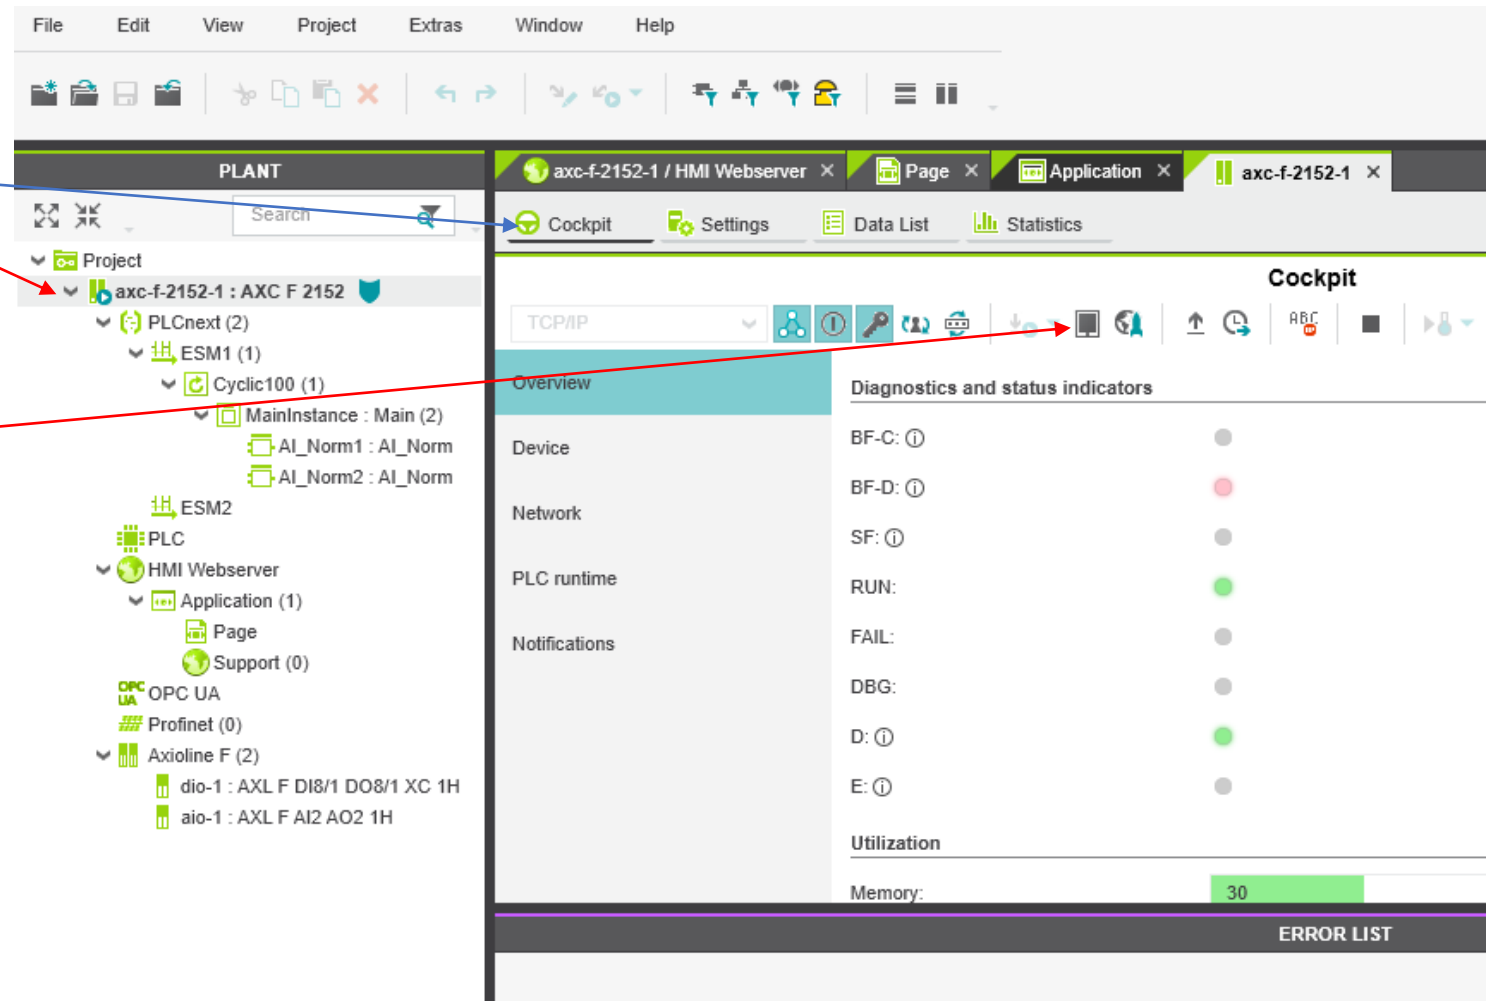 File Edit View Project Extras Window Help
PLANT
axc-f-2152-1 / HMI Webserver Page Application axc-f-2152-1
Search
Cockpit Settings Data List Statistics
Project
axc-f-2152-1 : AXC F 2152
PLCnext (2)
ESM1 (1)
Cyclic100 (1)
MainInstance : Main (2)
AI_Norm1 : AI_Norm
AI_Norm2 : AI_Norm
ESM2
PLC
HMI Webserver
Application (1)
Page
Support (0)
OPC UA OPC UA
Profinet (0)
Axioline F (2)
dio-1 : AXL F DI8/1 DO8/1 XC 1H
aio-1 : AXL F AI2 AO2 1H
Cockpit
TCP/IP
ABC
Overview
Device
Network
PLC runtime
Notifications
Diagnostics and status indicators
BF-C:
BF-D:
SF:
RUN:
FAIL:
DBG:
D:
E:
Utilization
Memory: 30
ERROR LIST